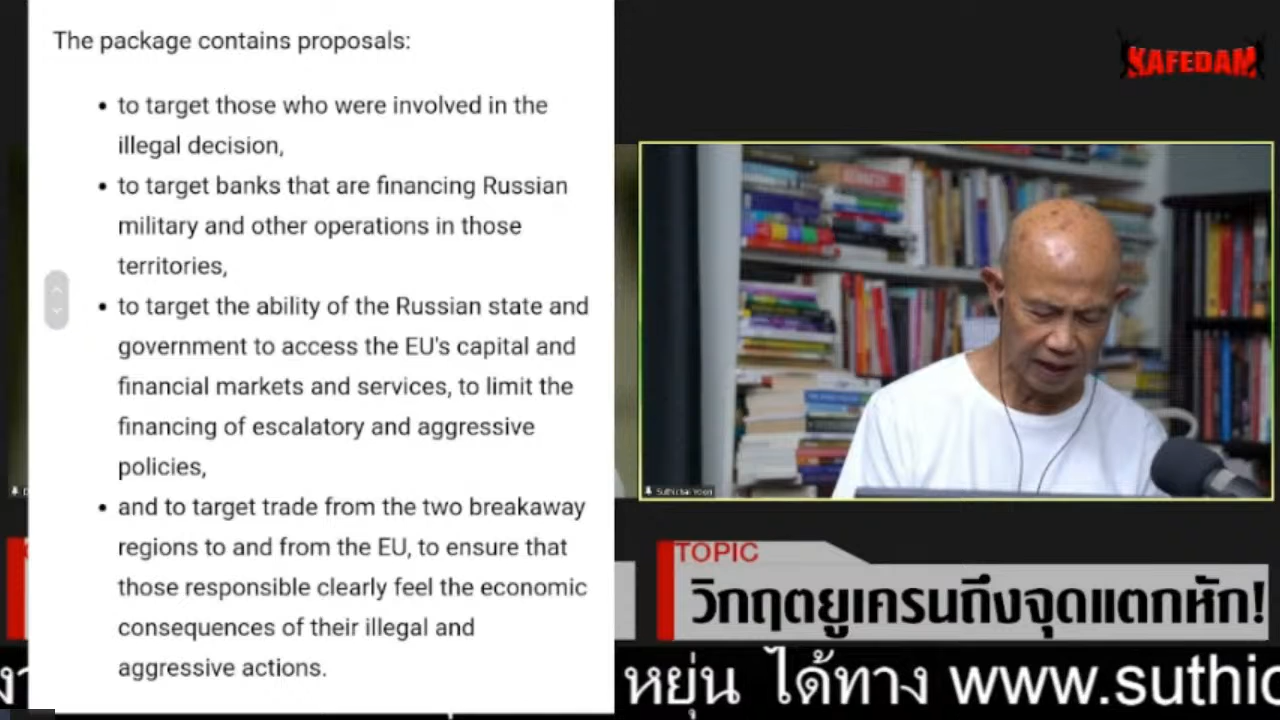 The package contains proposals:
• to target those who were involved in the
illegal decision,
• to target banks that are financing Russian
military and other operations in those
territories,
• to target the ability of the Russian state and
government to access the EU's capital and
financial markets and services, to limit the
financing of escalatory and aggressive
policies,
• and to target trade from the two breakaway
regions to and from the EU, to ensure that
those responsible clearly feel the economic
consequences of their illegal and
aggressive actions.
KAFEDAM
Suthichai Yoon
TOPIC
วิกฤตยูเครนถึงจุดแตกหัก!
หยุ่น ได้ทาง www.suthic